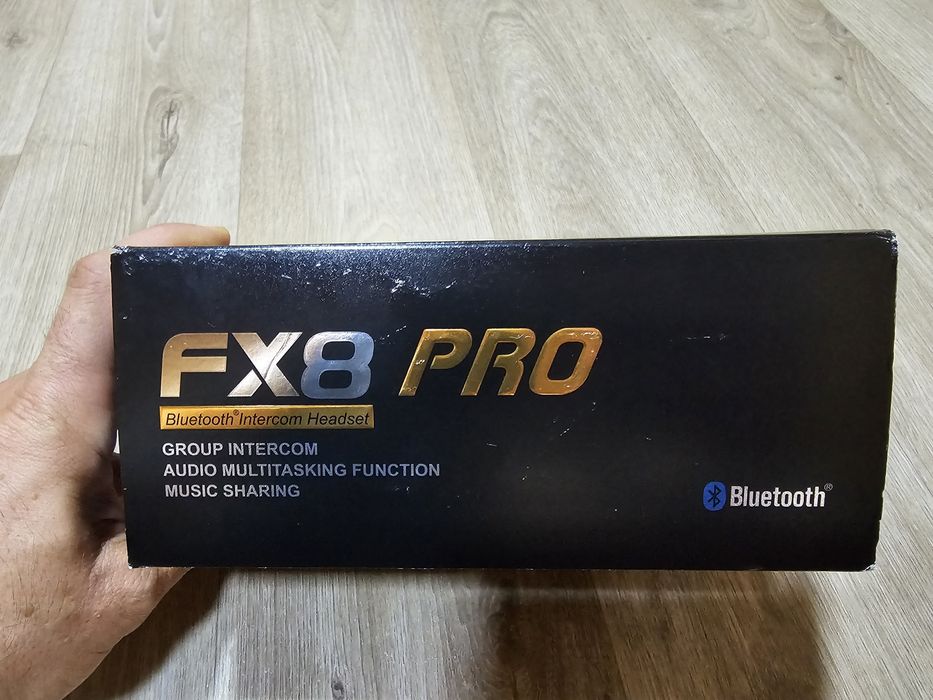 FX8 PRO
Bluetooth® Intercom Headset
GROUP INTERCOM
AUDIO MULTITASKING FUNCTION
MUSIC SHARING
Bluetooth®